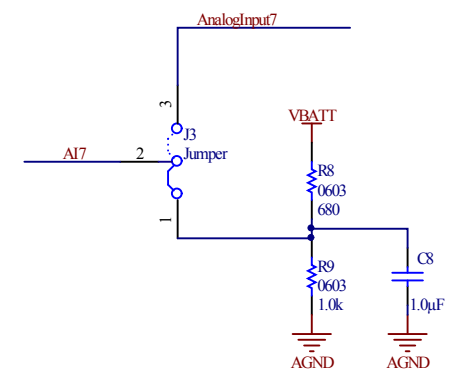 AnalogInput7
3
J3
VBATT
AI7
2
Jumper
R8
0603
680
1
R9
0603
1.0k
C8
1.0µF
AGND
AGND